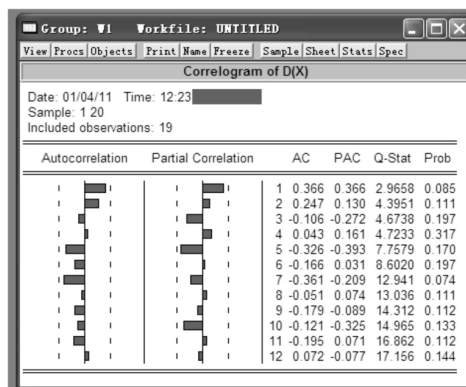 Group: V1 Workfile: UNTITLED
View Procs Objects Print Name Freeze Sample Sheet Stats Spec
Correlogram of D(X)
Date: 01/04/11 Time: 12:23
Sample: 1 20
Included observations: 19
Autocorrelation Partial Correlation AC PAC Q-Stat Prob
1 0.366 0.366 2.9658 0.085
2 0.247 0.130 4.3951 0.111
3 -0.106 -0.272 4.6738 0.197
4 0.043 0.161 4.7233 0.317
5 -0.326 -0.393 7.7579 0.170
6 -0.166 0.031 8.6020 0.197
7 -0.361 -0.209 12.941 0.074
8 -0.051 0.074 13.036 0.111
9 -0.179 -0.089 14.312 0.112
10 -0.121 -0.325 14.965 0.133
11 -0.195 0.071 16.862 0.112
12 0.072 -0.077 17.156 0.144